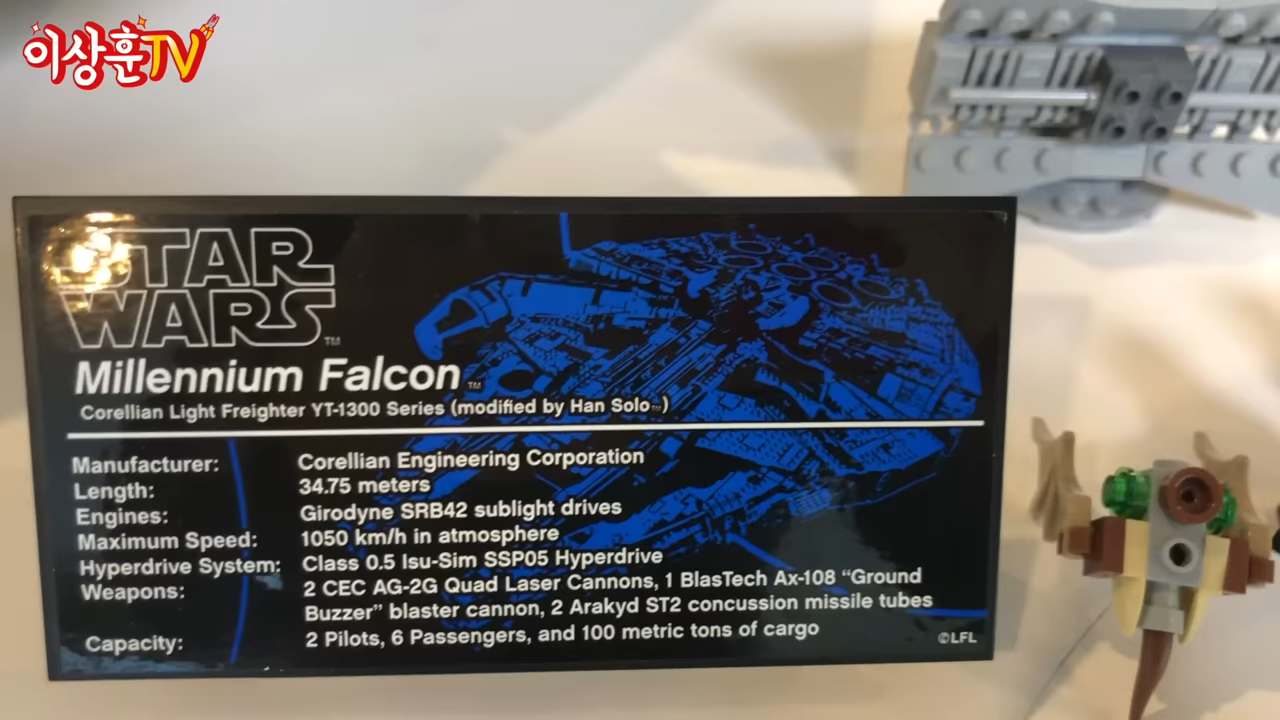 이상훈TV
STAR
WARS™
Millennium Falcon™
Corellian Light Freighter YT-1300 Series (modified by Han Solo™)
Manufacturer: Corellian Engineering Corporation
Length: 34.75 meters
Engines: Girodyne SRB42 sublight drives
Maximum Speed: 1050 km/h in atmosphere
Hyperdrive System: Class 0.5 Isu-Sim SSP05 Hyperdrive
Weapons: 2 CEC AG-2G Quad Laser Cannons, 1 BlasTech Ax-108 “Ground
Buzzer” blaster cannon, 2 Arakyd ST2 concussion missile tubes
Capacity: 2 Pilots, 6 Passengers, and 100 metric tons of cargo
©LFL